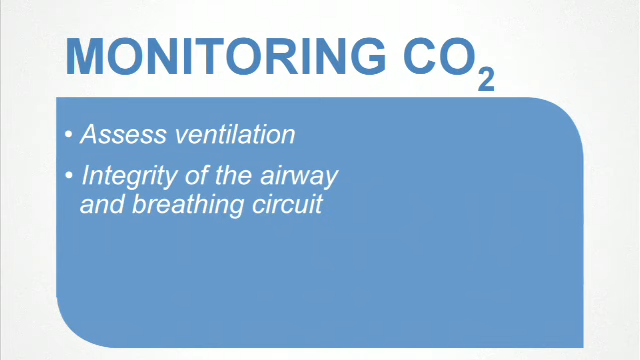 MONITORING CO₂
• Assess ventilation
• Integrity of the airway
and breathing circuit